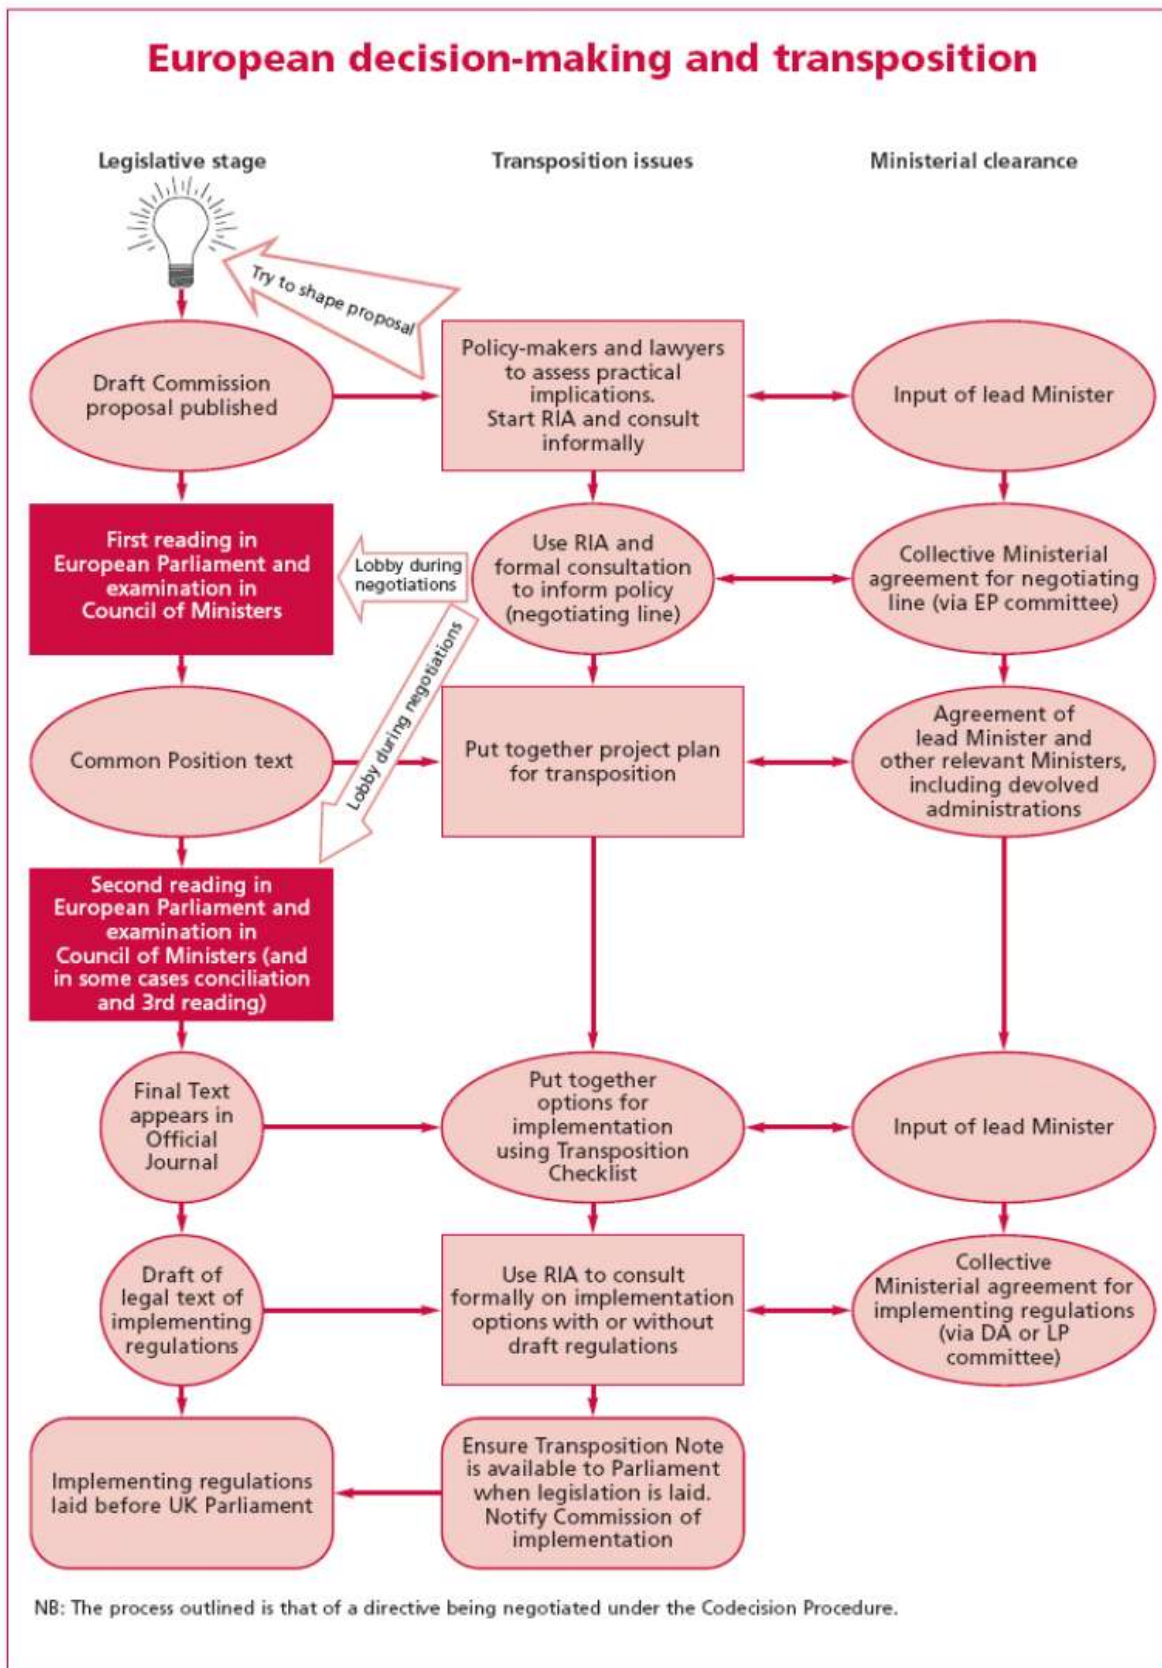 European decision-making and transposition
Legislative stage
Transposition issues
Ministerial clearance
Try to shape proposal
Draft Commission
proposal published
Policy-makers and lawyers
to assess practical
implications.
Start RIA and consult
informally
Input of lead Minister
First reading in
European Parliament and
examination in
Council of Ministers
Lobby during
negotiations
Use RIA and
formal consultation
to inform policy
(negotiating line)
Collective Ministerial
agreement for negotiating
line (via EP committee)
Lobby during negotiations
Common Position text
Put together project plan
for transposition
Agreement of
lead Minister and
other relevant Ministers,
including devolved
administrations
Second reading in
European Parliament and
examination in
Council of Ministers (and
in some cases conciliation
and 3rd reading)
Final Text
appears in
Official
Journal
Put together
options for
implementation
using Transposition
Checklist
Input of lead Minister
Draft of
legal text of
implementing
regulations
Use RIA to consult
formally on implementation
options with or without
draft regulations
Collective
Ministerial agreement for
implementing regulations
(via DA or LP
committee)
Implementing regulations
laid before UK Parliament
Ensure Transposition Note
is available to Parliament
when legislation is laid.
Notify Commission of
implementation
NB: The process outlined is that of a directive being negotiated under the Codecision Procedure.